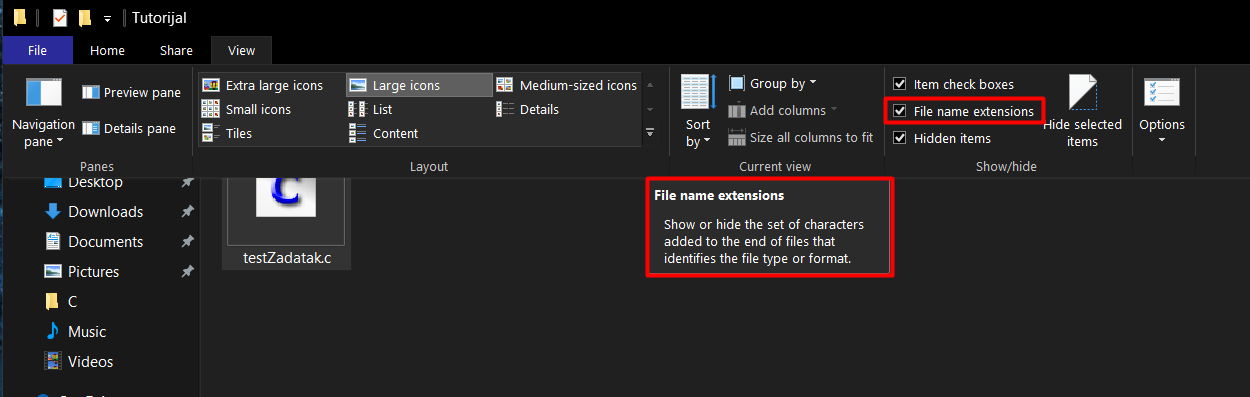 Tutorijal
File Home Share View
Navigation pane
Preview pane
Details pane
Panes
Extra large icons Large icons Medium-sized icons
Small icons List Details
Tiles Content
Layout
Sort by
Group by
Add columns
Size all columns to fit
Current view
Item check boxes
File name extensions
Hidden items
Hide selected
items
Show/hide
Options
Desktop
Downloads
Documents
Pictures
C
Music
Videos
C
testZadatak.c
File name extensions
Show or hide the set of characters
added to the end of files that
identifies the file type or format.